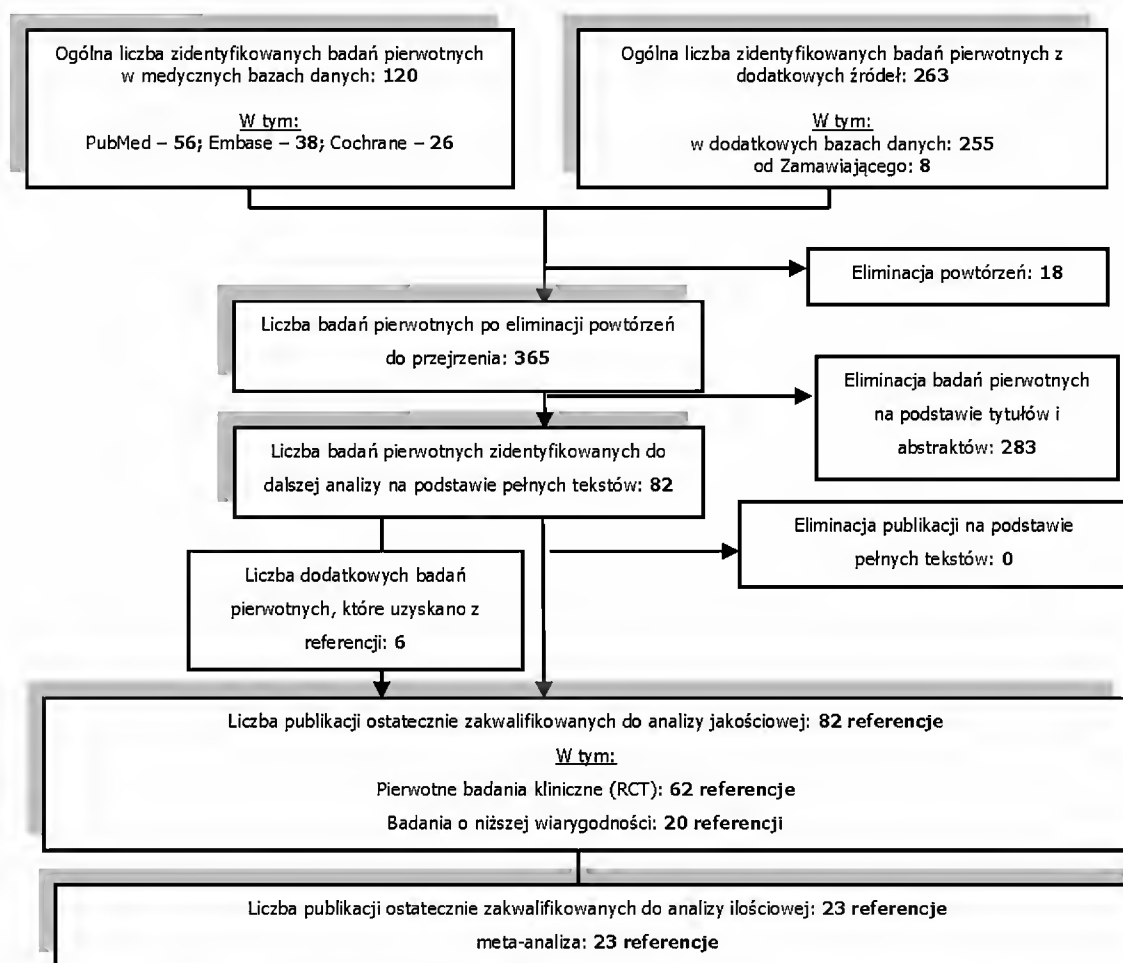 Ogólna liczba zidentyfikowanych badań pierwotnych
w medycznych bazach danych: 120
W tym:
PubMed – 56; Embase – 38; Cochrane – 26
Ogólna liczba zidentyfikowanych badań pierwotnych z
dodatkowych źródeł: 263
W tym:
w dodatkowych bazach danych: 255
od Zamawiającego: 8
Eliminacja powtórzeń: 18
Liczba badań pierwotnych po eliminacji powtórzeń
do przejrzenia: 365
Eliminacja badań pierwotnych
na podstawie tytułów i
abstraktów: 283
Liczba badań pierwotnych zidentyfikowanych do
dalszej analizy na podstawie pełnych tekstów: 82
Eliminacja publikacji na podstawie
pełnych tekstów: 0
Liczba dodatkowych badań
pierwotnych, które uzyskano z
referencji: 6
Liczba publikacji ostatecznie zakwalifikowanych do analizy jakościowej: 82 referencje
W tym:
Pierwotne badania kliniczne (RCT): 62 referencje
Badania o niższej wiarygodności: 20 referencji
Liczba publikacji ostatecznie zakwalifikowanych do analizy ilościowej: 23 referencje
meta-analiza: 23 referencje